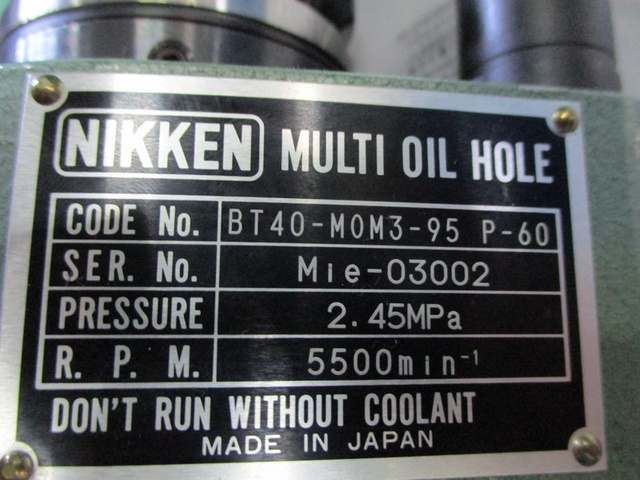 NIKKEN MULTI OIL HOLE
CODE No. BT40-MOM3-95 P-60
SER. No. Mie-03002
PRESSURE 2.45MPa
R. P. M. 5500min⁻¹
DON'T RUN WITHOUT COOLANT
MADE IN JAPAN